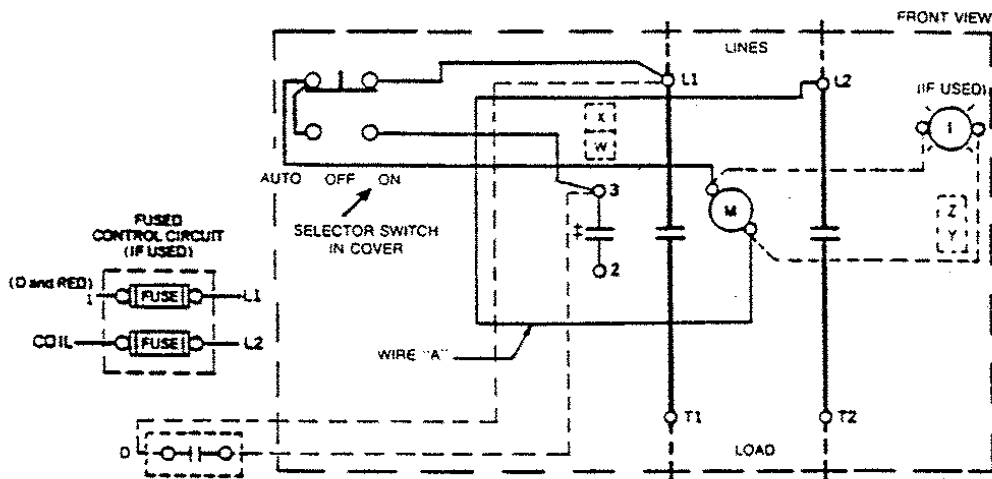 FRONT VIEW
LINES
L1
L2
(IF USED)
X
W
I
AUTO OFF ON
3
M
Z
Y
SELECTOR SWITCH
IN COVER
2
FUSED
CONTROL CIRCUIT
(IF USED)
(D and RED)
1
FUSE
L1
COIL
FUSE
L2
WIRE "A"
T1
T2
D
LOAD